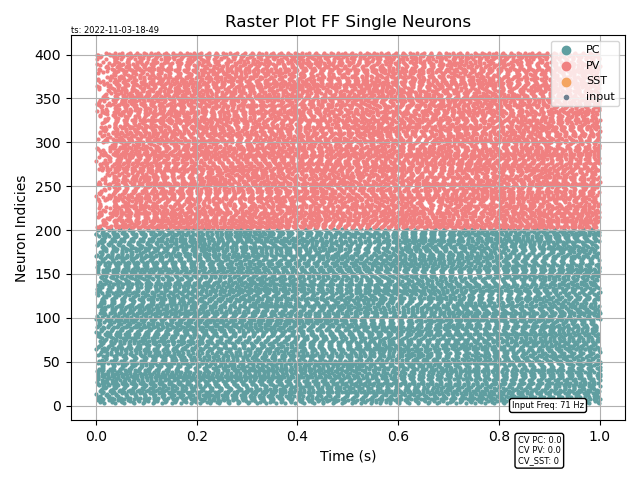 Raster Plot FF Single Neurons
ts: 2022-11-03-18-49
PC
PV
SST
input
Neuron Indicies
400
350
300
250
200
150
100
50
0
Input Freq: 71 Hz
0.0 0.2 0.4 0.6 0.8 1.0
Time (s)
CV PC: 0.0
CV PV: 0.0
CV_SST: 0